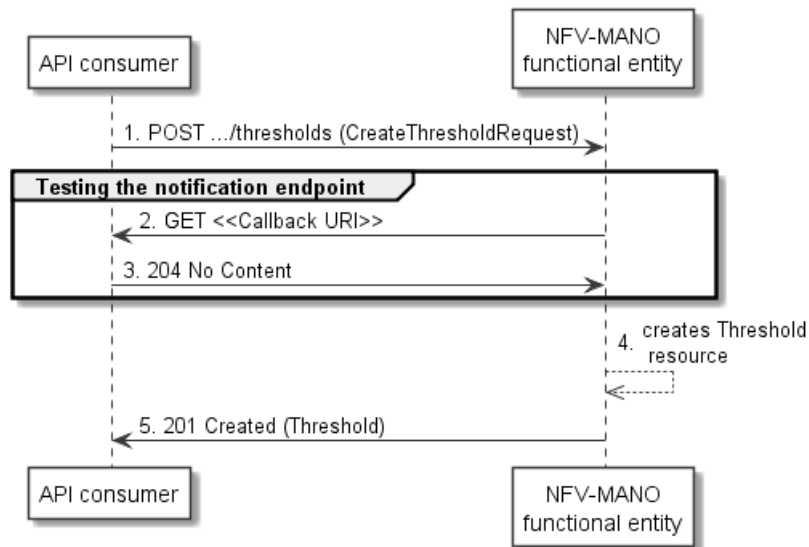 API consumer
NFV-MANO
functional entity
1. POST .../thresholds (CreateThresholdRequest)
Testing the notification endpoint
2. GET <<Callback URI>>
3. 204 No Content
4. creates Threshold
resource
5. 201 Created (Threshold)
API consumer
NFV-MANO
functional entity